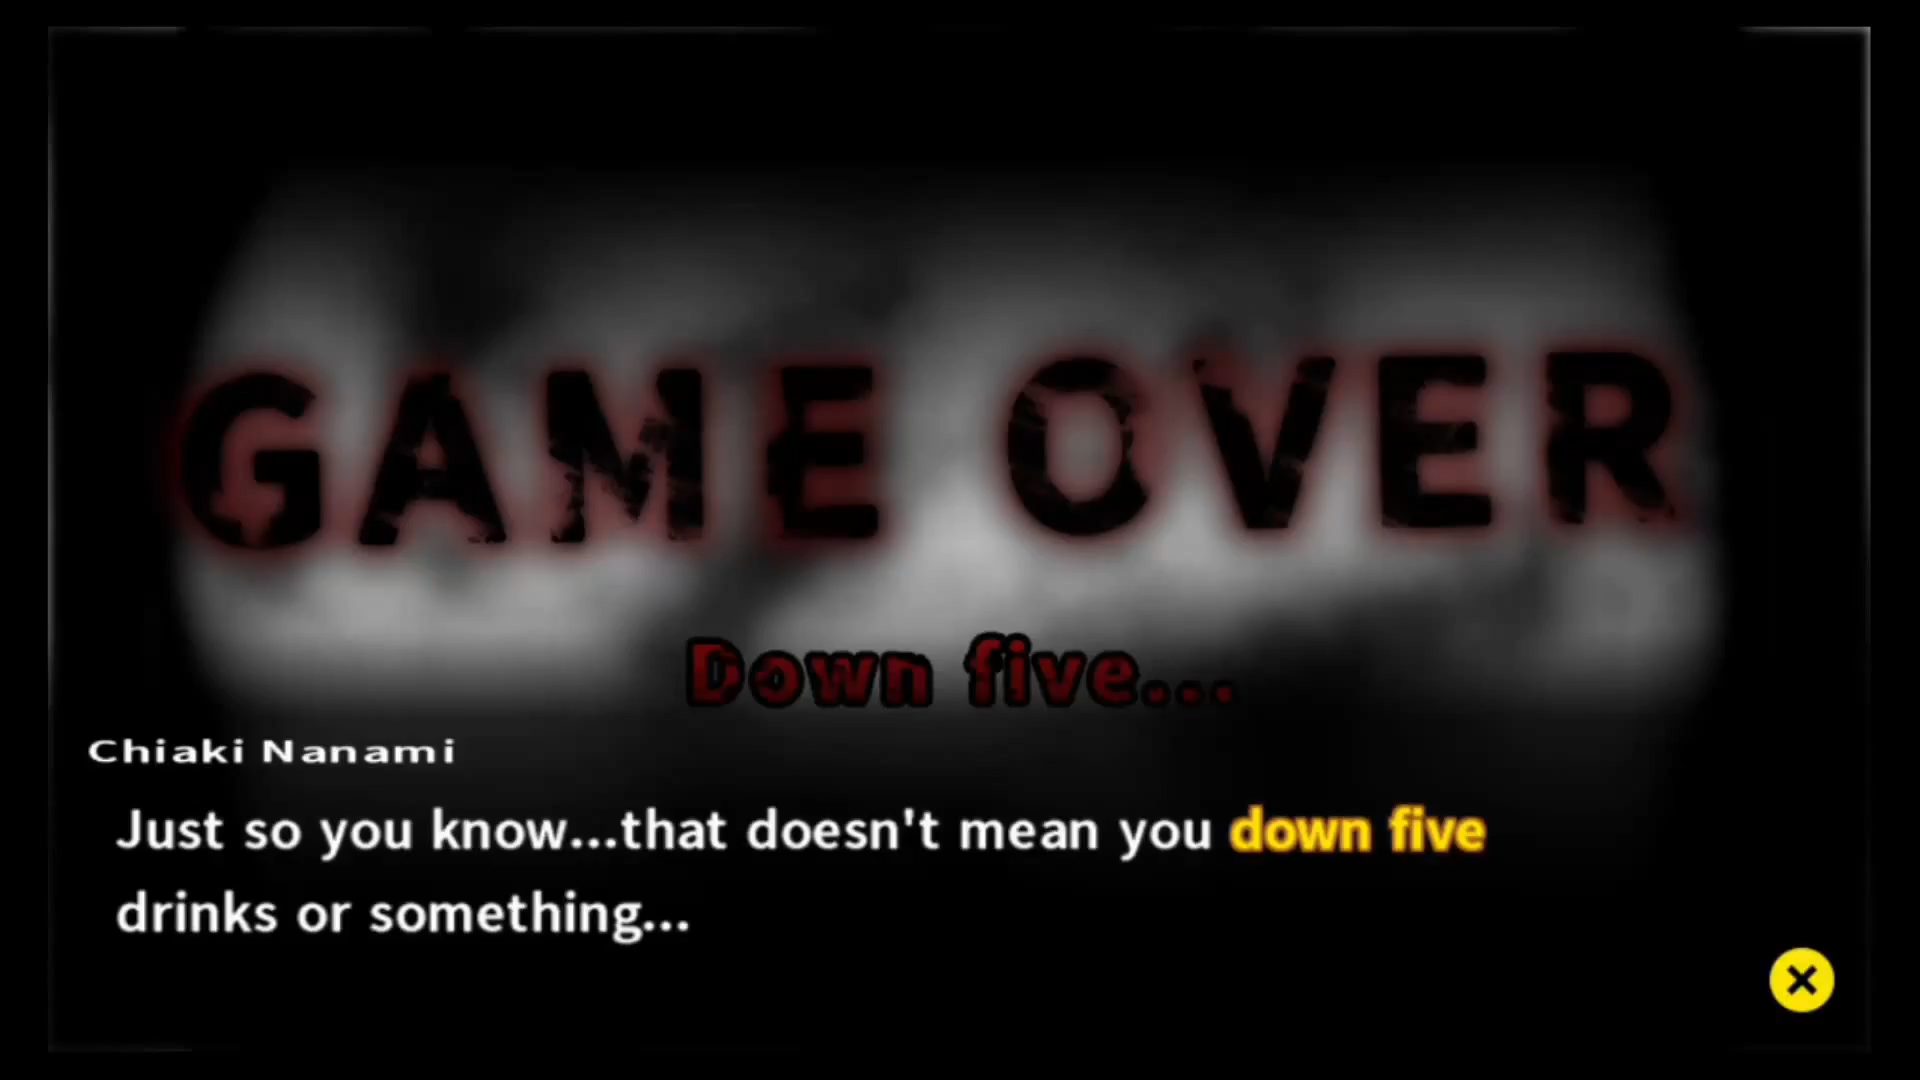 GAME OVER
Down five...
Chiaki Nanami
Just so you know...that doesn't mean you down five
drinks or something...